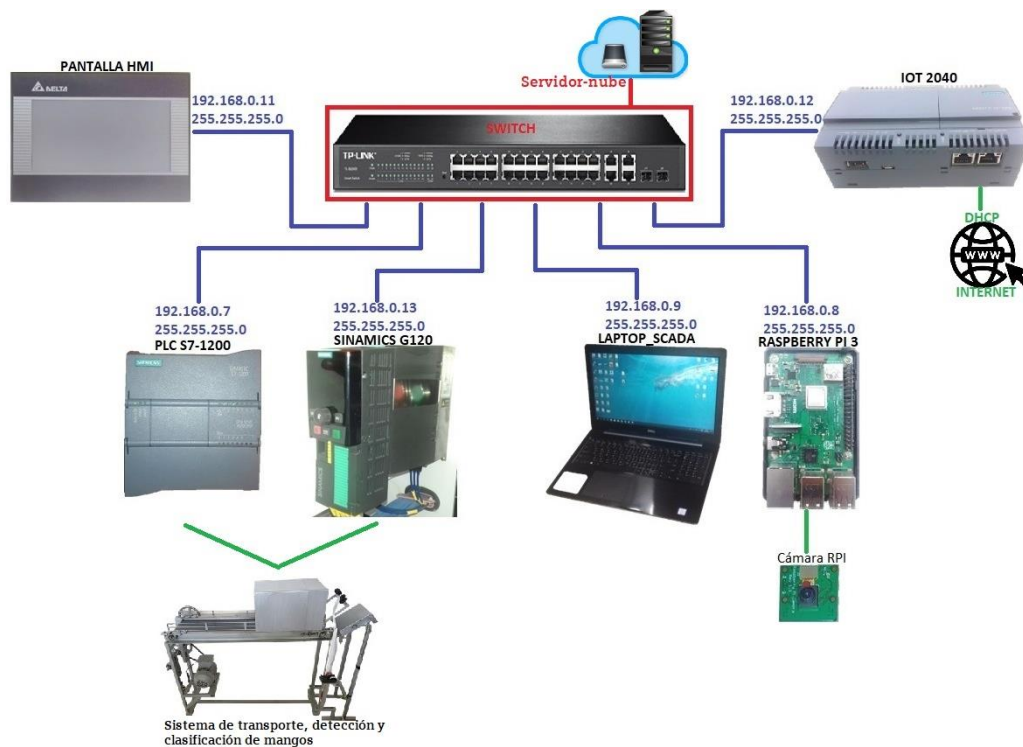 PANTALLA HMI
DELTA
192.168.0.11
255.255.255.0
Servidor-nube
SWITCH
TP-LINK
192.168.0.12
255.255.255.0
IOT 2040
DHCP
WWW
INTERNET
192.168.0.7
255.255.255.0
PLC S7-1200
SIEMENS
192.168.0.13
255.255.255.0
SINAMICS G120
192.168.0.9
255.255.255.0
LAPTOP_SCADA
192.168.0.8
255.255.255.0
RASPBERRY PI 3
Cámara RPI
Sistema de transporte, detección y
clasificación de mangos